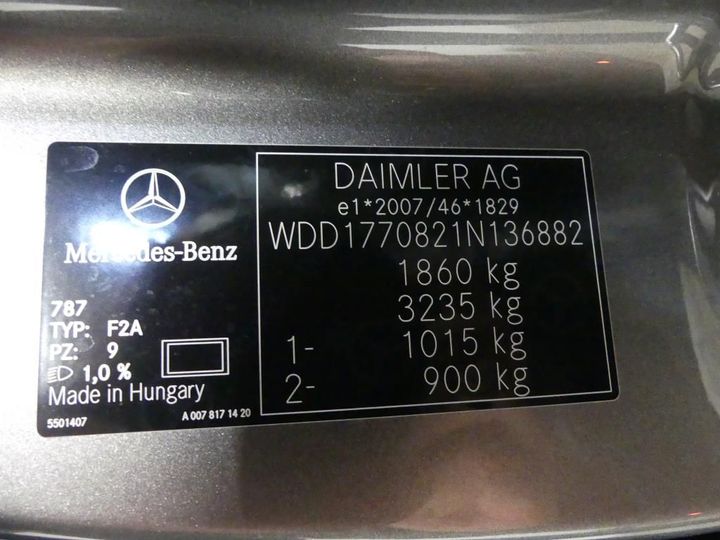 Mercedes-Benz
787
TYP: F2A
PZ: 9
1,0 %
Made in Hungary
5501407
A 007 817 14 20
DAIMLER AG
e1*2007/46*1829
WDD1770821N136882
1860 kg
3235 kg
1- 1015 kg
2- 900 kg